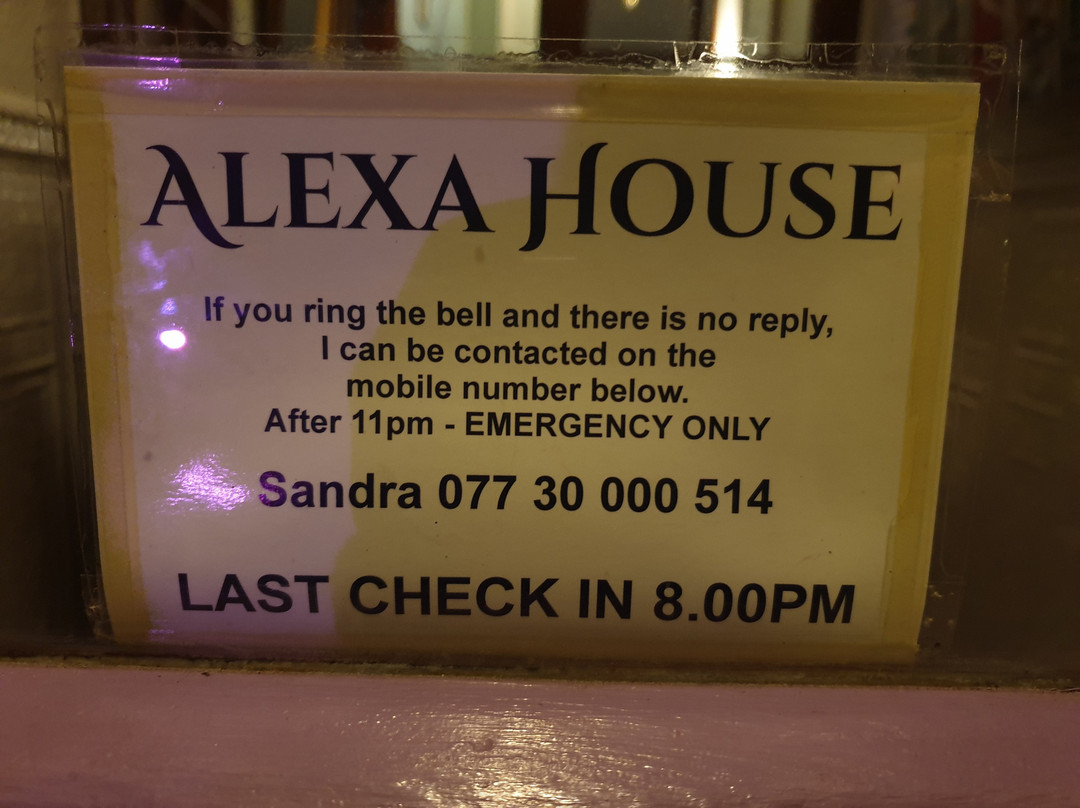 ALEXA HOUSE
If you ring the bell and there is no reply,
I can be contacted on the
mobile number below.
After 11pm - EMERGENCY ONLY
Sandra 077 30 000 514
LAST CHECK IN 8.00PM